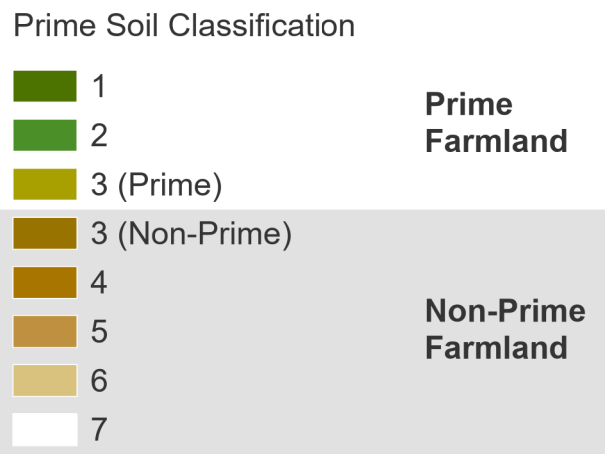 Prime Soil Classification
1
2
3 (Prime)
Prime
Farmland
3 (Non-Prime)
4
5
6
7
Non-Prime
Farmland